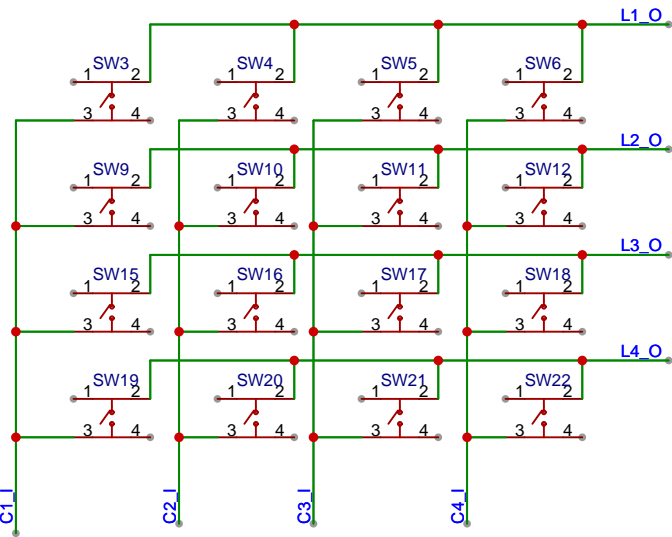 L1_O
SW3 SW4 SW5 SW6
1 2 1 2 1 2 1 2
3 4 3 4 3 4 3 4
L2_O
SW9 SW10 SW11 SW12
1 2 1 2 1 2 1 2
3 4 3 4 3 4 3 4
L3_O
SW15 SW16 SW17 SW18
1 2 1 2 1 2 1 2
3 4 3 4 3 4 3 4
L4_O
SW19 SW20 SW21 SW22
1 2 1 2 1 2 1 2
3 4 3 4 3 4 3 4
C1_I C2_I C3_I C4_I